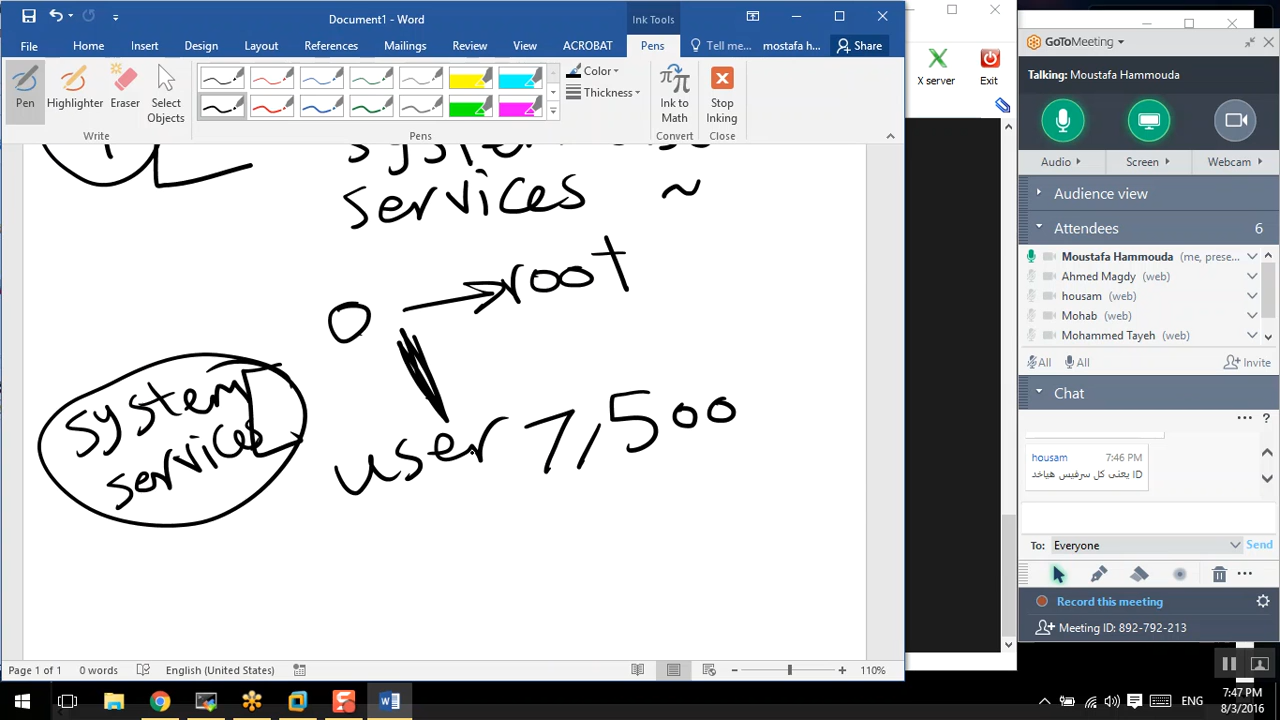 Document1 - Word
Ink Tools
File
Home
Insert
Design
Layout
References
Mailings
Review
View
ACROBAT
Pens
Tell me...
mostafa h...
Share
Pen
Highlighter
Eraser
Select
Objects
Color
Thickness
Ink to
Math
Stop
Inking
Write
Pens
Convert
Close
X server
Exit
services ~
0 → root
system
services
user 7,500
GoToMeeting
Talking: Moustafa Hammouda
Audio
Screen
Webcam
Audience view
Attendees
6
Moustafa Hammouda (me, prese...
Ahmed Magdy (web)
housam (web)
Mohab (web)
Mohammed Tayeh (web)
All
All
Invite
Chat
housam
7:46 PM
ID يعنى كل سرفيس هياخد
To:
Everyone
Send
Record this meeting
Meeting ID: 892-792-213
Page 1 of 1
0 words
English (United States)
110%
ENG
7:47 PM
8/3/2016